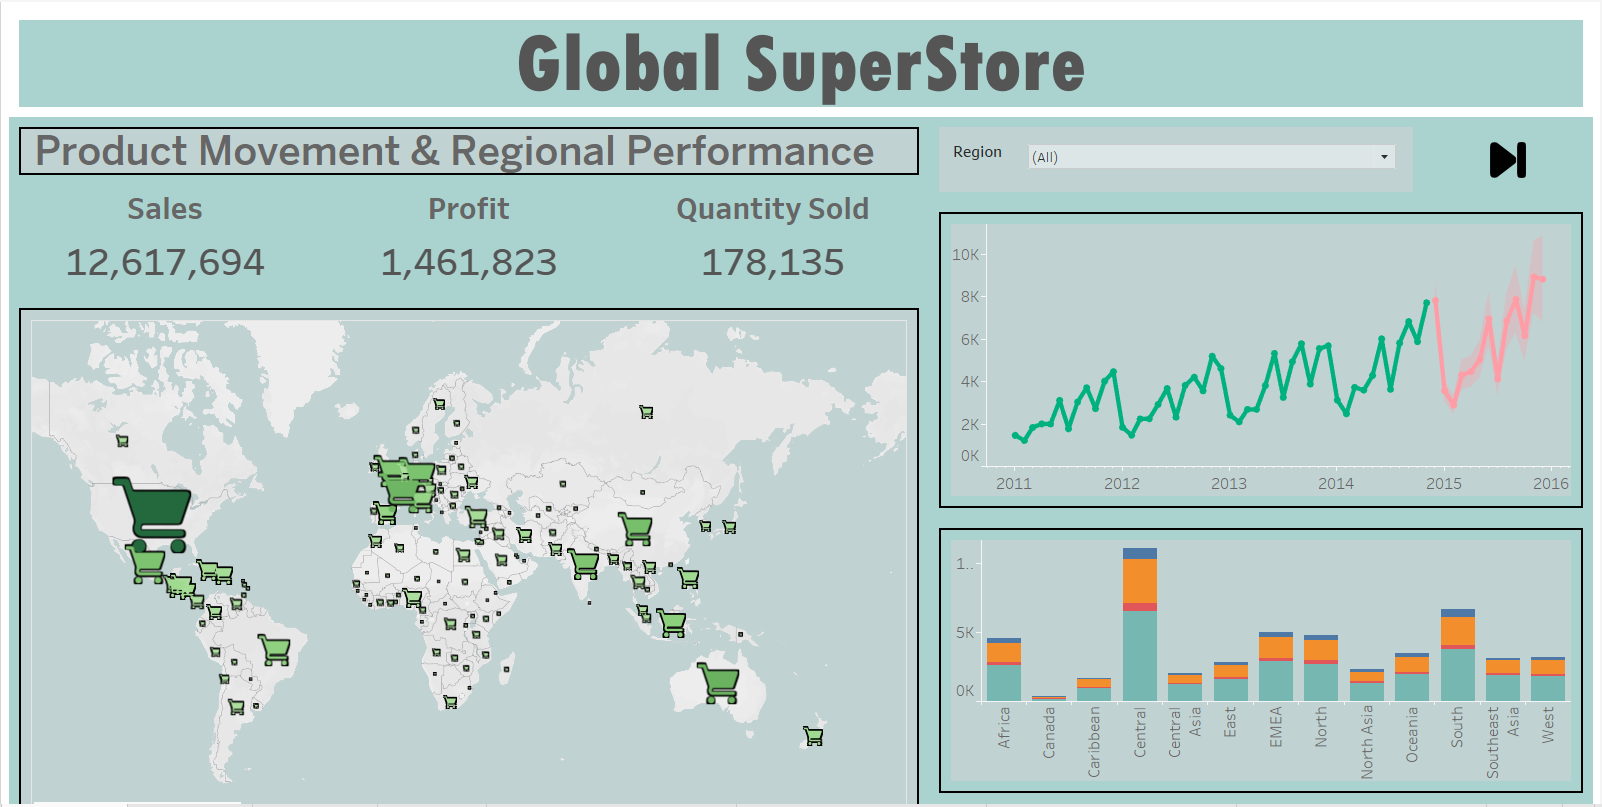 Global SuperStore
Product Movement & Regional Performance
Region
(All)
Sales
Profit
Quantity Sold
12,617,694
1,461,823
178,135
10K
8K
6K
4K
2K
0K
2011
2012
2013
2014
2015
2016
1..
5K
0K
Africa
Canada
Caribbean
Central
Central
Asia
East
EMEA
North
North Asia
Oceania
South
Southeast
Asia
West